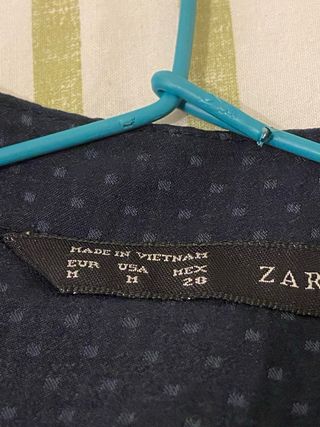 MADE IN VIETNAM
EUR USA MEX
M M 28
ZAR